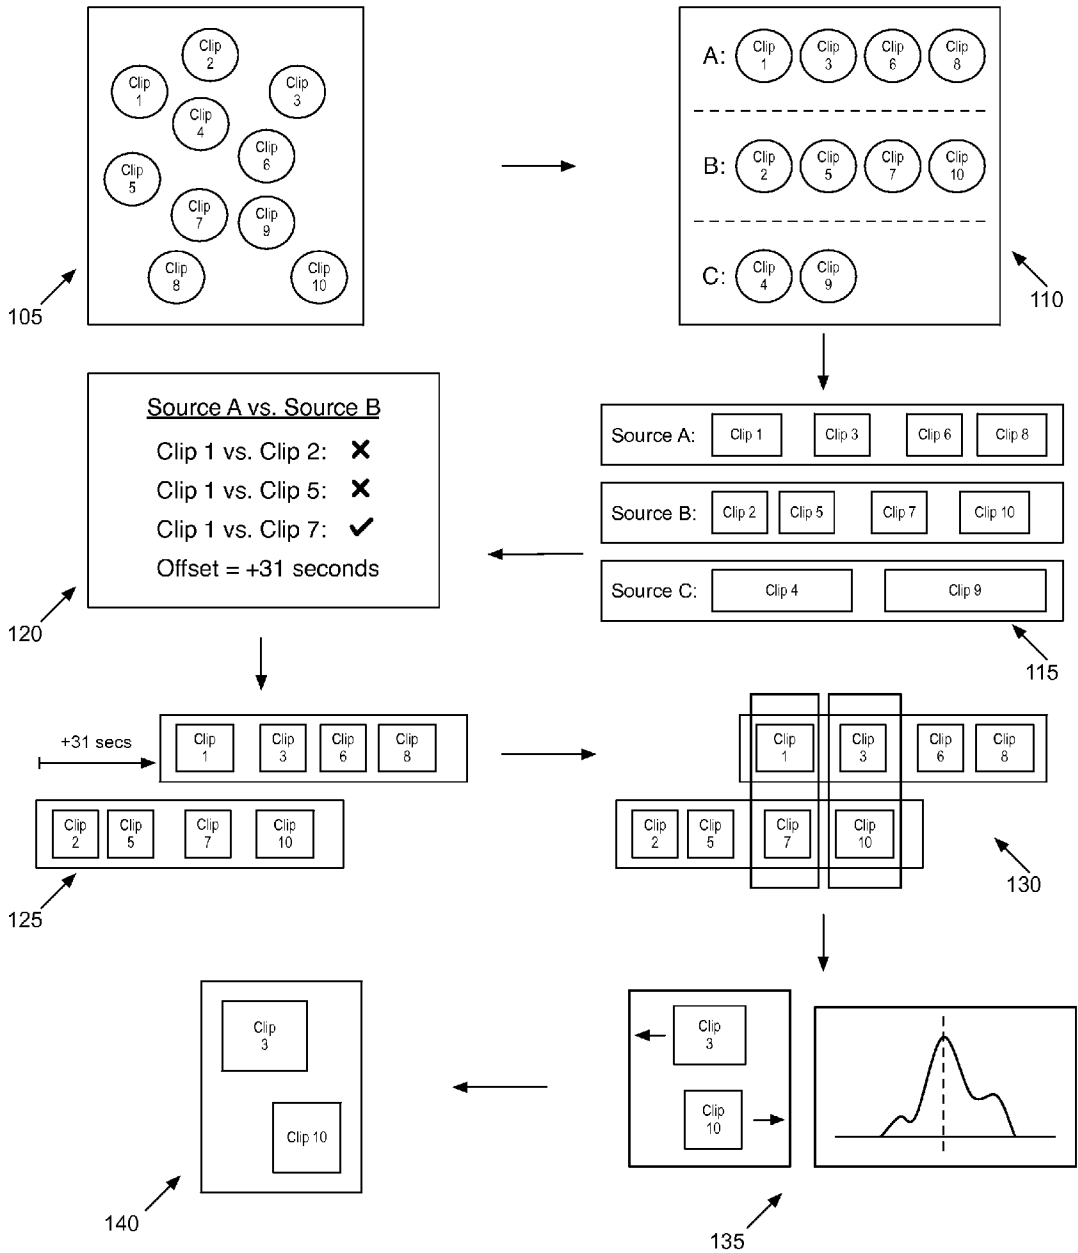 Clip
2
Clip
1
Clip
3
Clip
4
Clip
6
Clip
5
Clip
7
Clip
9
Clip
8
Clip
10
105
A: Clip 1 Clip 3 Clip 6 Clip 8
B: Clip 2 Clip 5 Clip 7 Clip 10
C: Clip 4 Clip 9
110
Source A: Clip 1 Clip 3 Clip 6 Clip 8
Source B: Clip 2 Clip 5 Clip 7 Clip 10
Source C: Clip 4 Clip 9
115
Source A vs. Source B
Clip 1 vs. Clip 2: ✕
Clip 1 vs. Clip 5: ✕
Clip 1 vs. Clip 7: ✓
Offset = +31 seconds
120
+31 secs
Clip 1 Clip 3 Clip 6 Clip 8
Clip 2 Clip 5 Clip 7 Clip 10
125
Clip 1 Clip 3 Clip 6 Clip 8
Clip 2 Clip 5 Clip 7 Clip 10
130
Clip
3
Clip
10
135
Clip
3
Clip 10
140